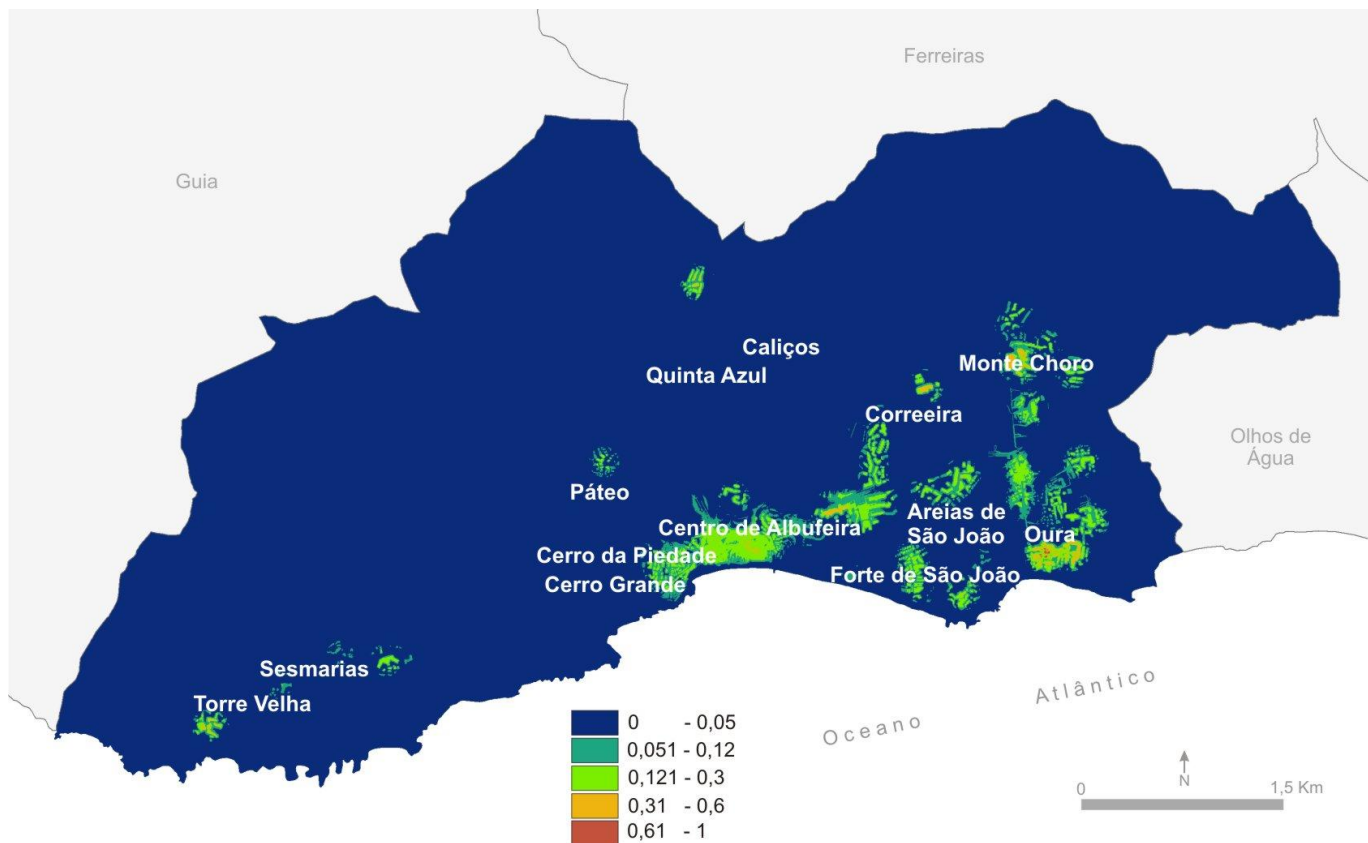 Ferreiras
Guia
Caliços
Monte Choro
Quinta Azul
Correeira
Olhos de
Água
Páteo
Areias de
São João
Centro de Albufeira
Oura
Cerro da Piedade
Forte de São João
Cerro Grande
Sesmarias
Torre Velha
Oceano Atlântico
0 - 0,05
0,051 - 0,12
0,121 - 0,3
0,31 - 0,6
0,61 - 1
N
0 1,5 Km